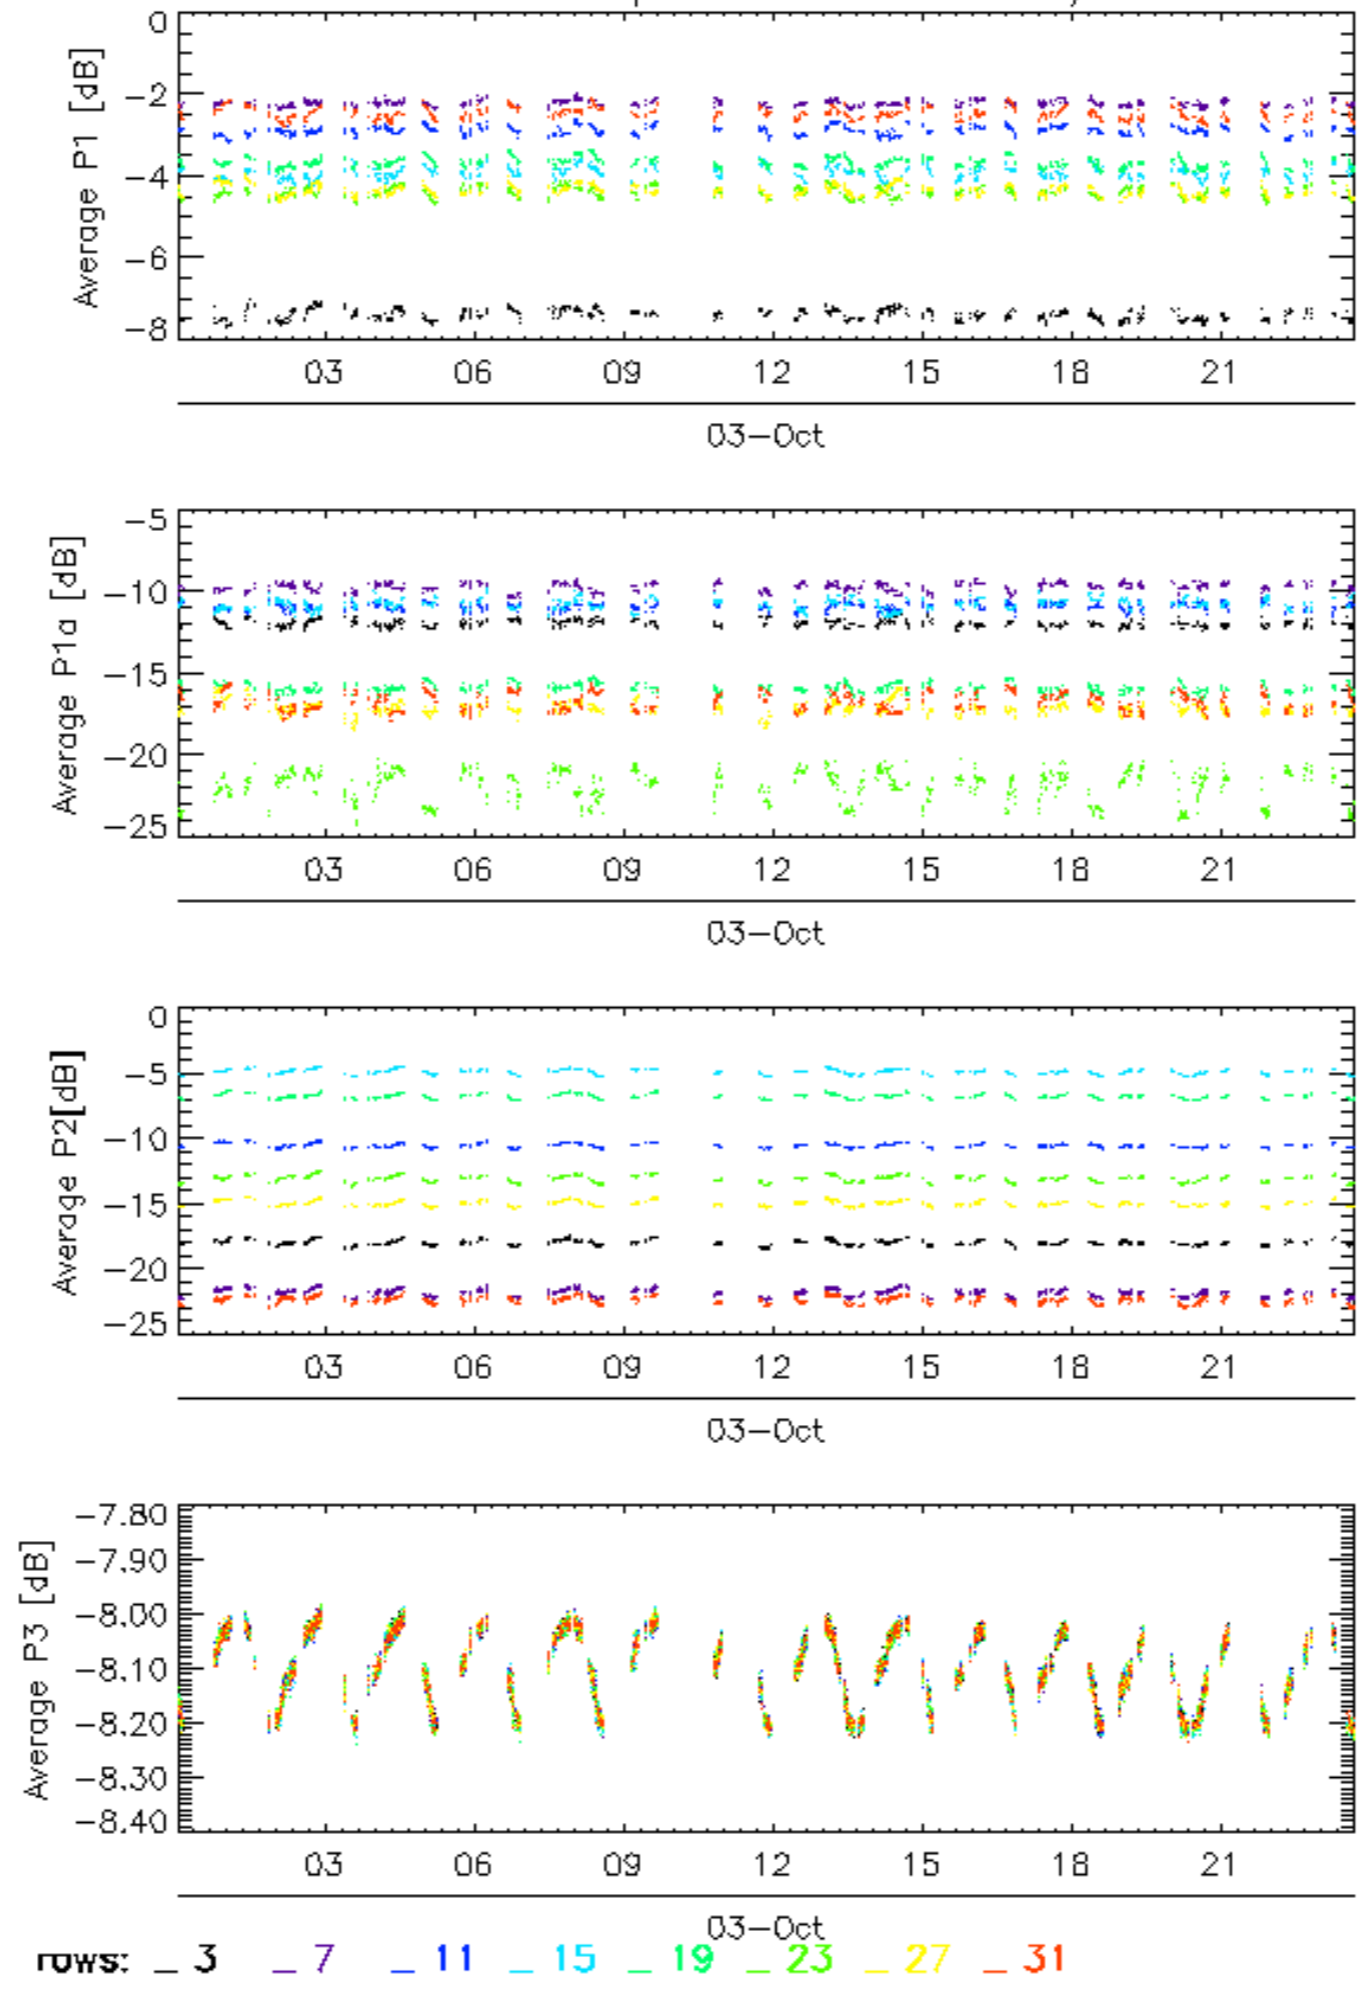 0
-2
-4
-6
-8
Average P1 [dB]
03 06 09 12 15 18 21
03-Oct
-5
-10
-15
-20
-25
Average P1a [dB]
03 06 09 12 15 18 21
03-Oct
0
-5
-10
-15
-20
-25
Average P2[dB]
03 06 09 12 15 18 21
03-Oct
-7.80
-7.90
-8.00
-8.10
-8.20
-8.30
-8.40
Average P3 [dB]
03 06 09 12 15 18 21
03-Oct
rows: _ 3 _ 7 _ 11 _ 15 _ 19 _ 23 _ 27 _ 31